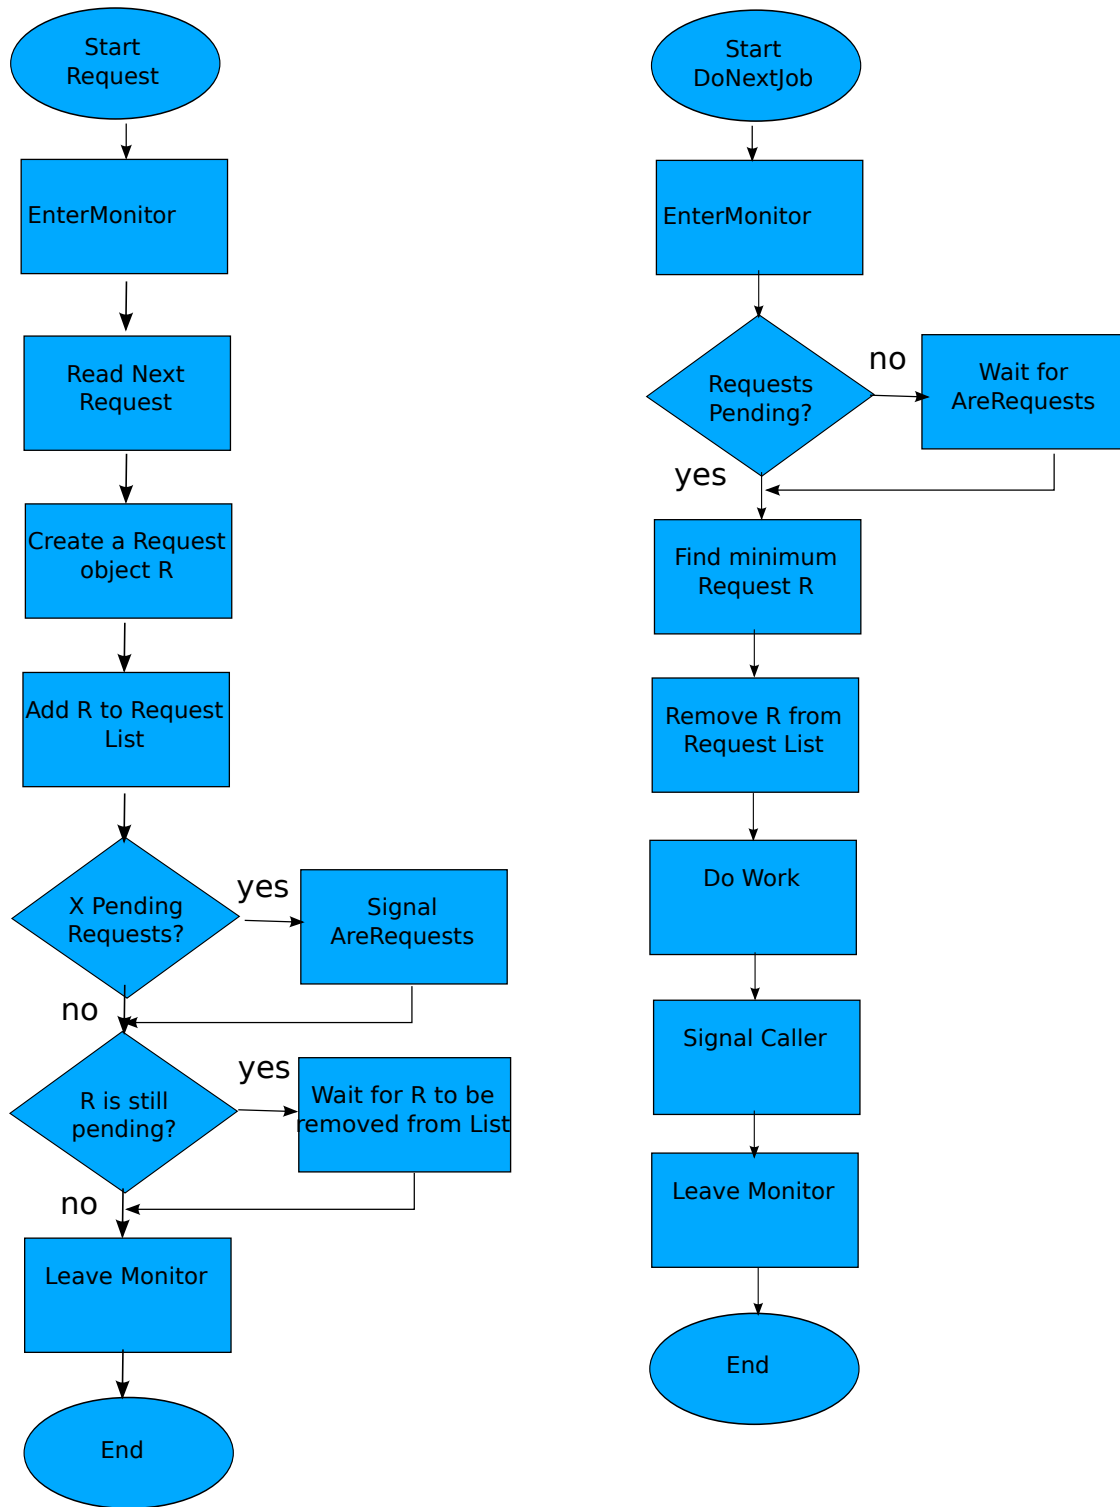 Start
Request
EnterMonitor
Read Next
Request
Create a Request
object R
Add R to Request
List
X Pending
Requests?
yes
Signal
AreRequests
no
R is still
pending?
yes
Wait for R to be
removed from List
no
Leave Monitor
End
Start
DoNextJob
EnterMonitor
Requests
Pending?
no
Wait for
AreRequests
yes
Find minimum
Request R
Remove R from
Request List
Do Work
Signal Caller
Leave Monitor
End